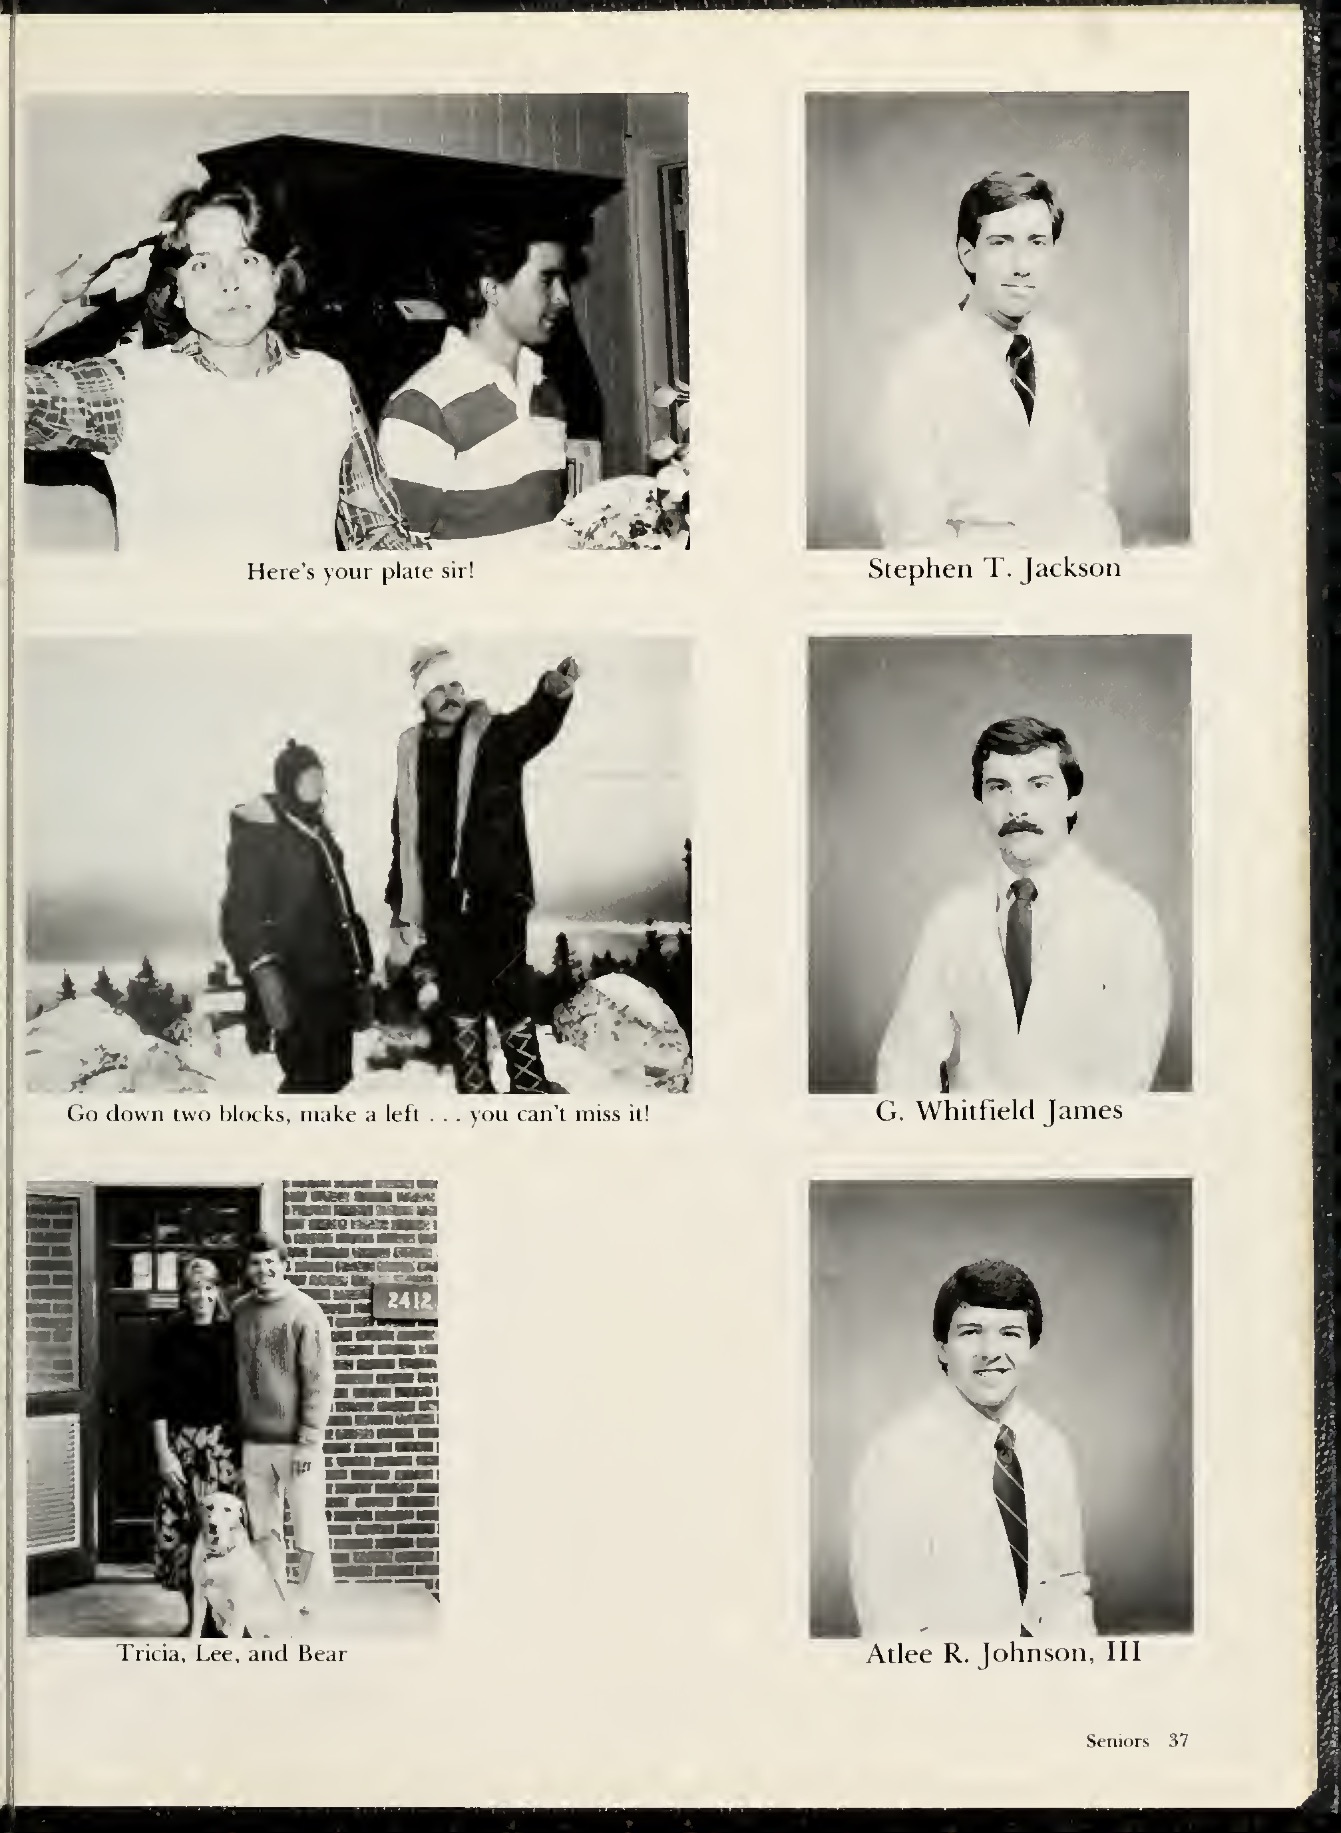 Here's your plate sir!
Stephen T. Jackson
Go down two blocks, make a left . . . you can't miss it!
G. Whitfield James
2412
Tricia, Lee, and Bear
Atlee R. Johnson, III
Seniors 37